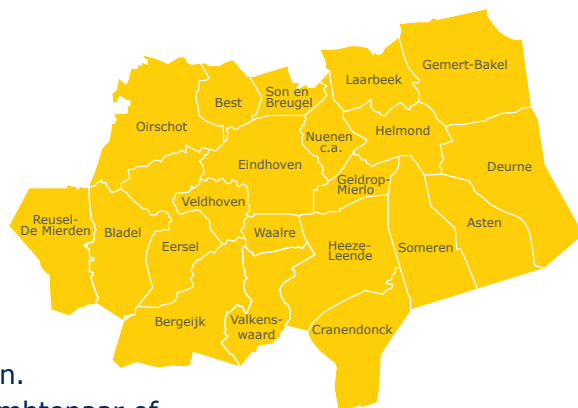 Gemert-Bakel
Laarbeek
Son en
Breugel
Best
Oirschot
Nuenen
c.a.
Helmond
Eindhoven
Deurne
Geldrop-
Mierlo
Veldhoven
Reusel-
De Mierden
Bladel
Waalre
Asten
Eersel
Heeze-
Leende
Someren
Bergeijk
Valkens-
waard
Cranendonck
n.